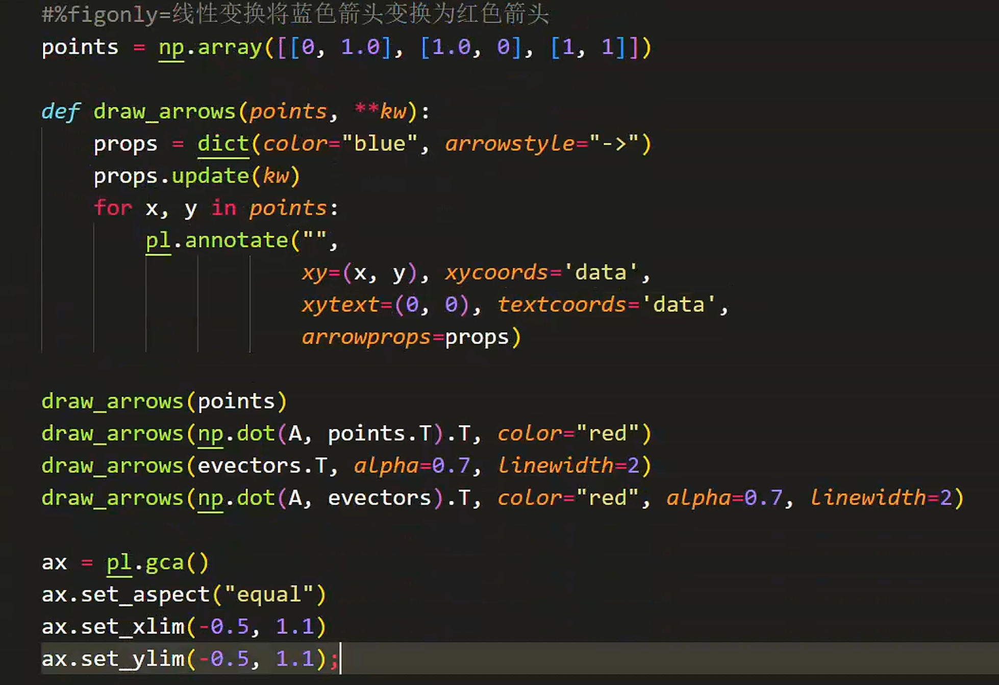 #%figonly=线性变换将蓝色箭头变换为红色箭头
points = np.array([[0, 1.0], [1.0, 0], [1, 1]])

def draw_arrows(points, **kw):
    props = dict(color="blue", arrowstyle="->")
    props.update(kw)
    for x, y in points:
        pl.annotate("",
                    xy=(x, y), xycoords='data',
                    xytext=(0, 0), textcoords='data',
                    arrowprops=props)

draw_arrows(points)
draw_arrows(np.dot(A, points.T).T, color="red")
draw_arrows(evectors.T, alpha=0.7, linewidth=2)
draw_arrows(np.dot(A, evectors).T, color="red", alpha=0.7, linewidth=2)

ax = pl.gca()
ax.set_aspect("equal")
ax.set_xlim(-0.5, 1.1)
ax.set_ylim(-0.5, 1.1);